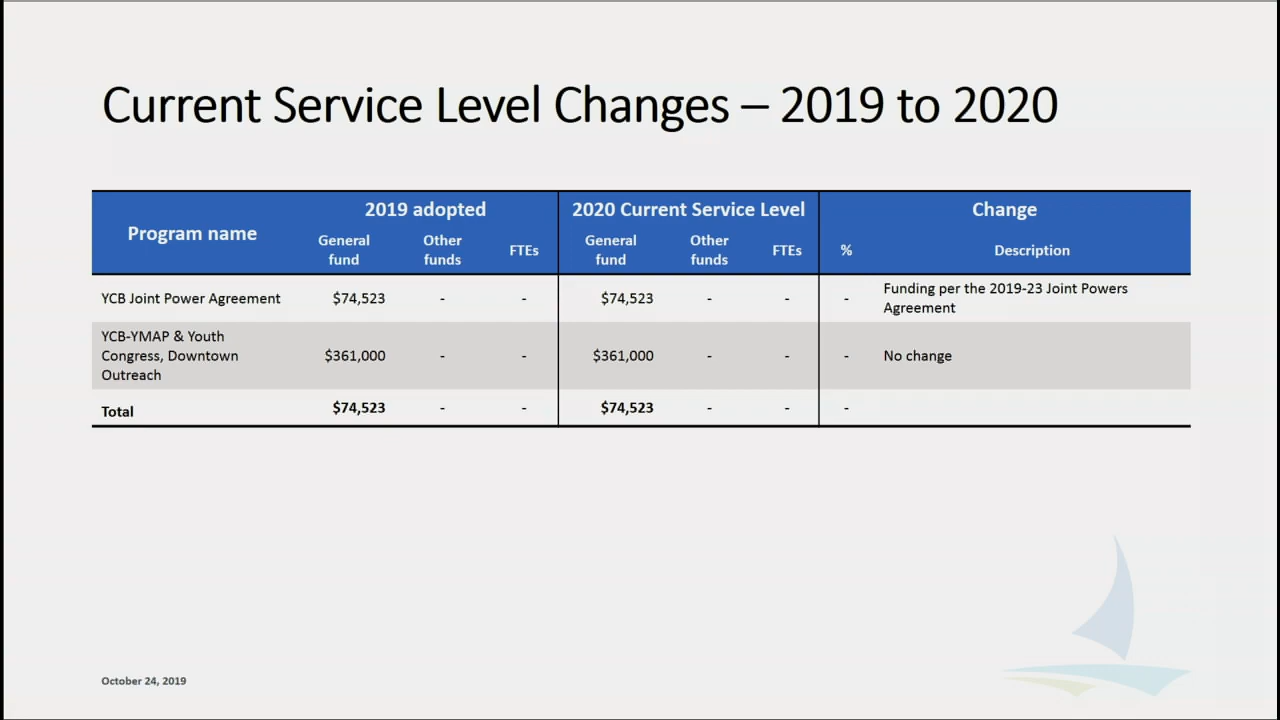 Current Service Level Changes – 2019 to 2020
Program name
2019 adopted
2020 Current Service Level
Change
General fund
Other funds
FTEs
General fund
Other funds
FTEs
%
Description
YCB Joint Power Agreement $74,523 - - $74,523 - - - Funding per the 2019-23 Joint Powers
Agreement
YCB-YMAP & Youth
Congress, Downtown $361,000 - - $361,000 - - - No change
Outreach
Total $74,523 - - $74,523 - - -
October 24, 2019